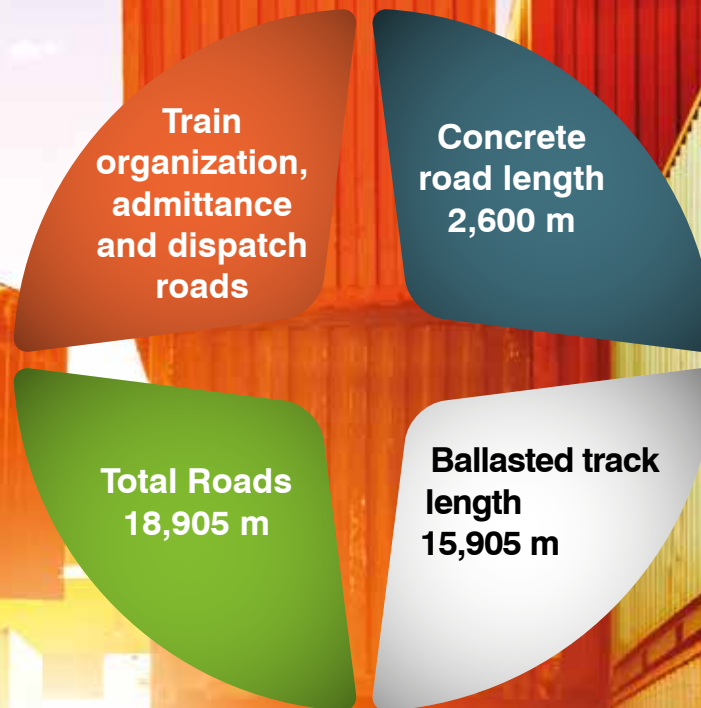 Train
organization,
admittance
and dispatch
roads
Concrete
road length
2,600 m
Total Roads
18,905 m
Ballasted track
length
15,905 m